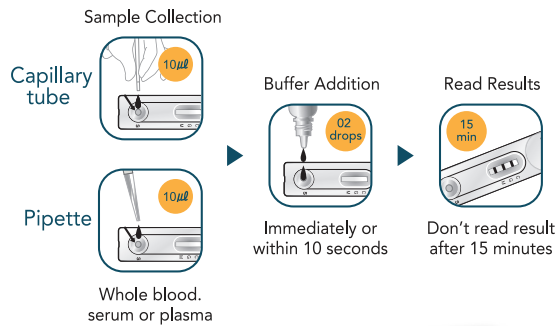 Sample Collection
Capillary
tube
10µl
Pipette
10µl
Whole blood.
serum or plasma
Buffer Addition
02
drops
Immediately or
within 10 seconds
Read Results
15
min
Don't read result
after 15 minutes